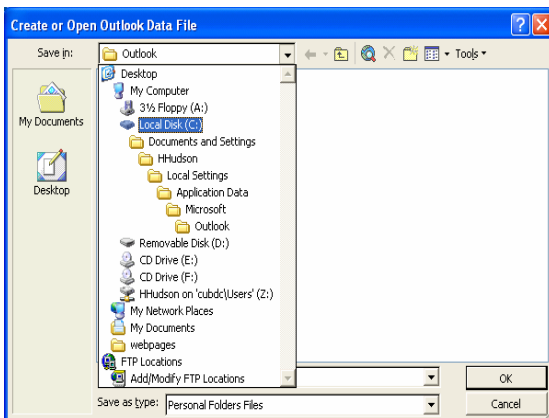 Create or Open Outlook Data File
Save in: Outlook Tools
My Documents
Desktop
Desktop
My Computer
3½ Floppy (A:)
Local Disk (C:)
Documents and Settings
HHudson
Local Settings
Application Data
Microsoft
Outlook
Removable Disk (D:)
CD Drive (E:)
CD Drive (F:)
HHudson on 'cubdc\Users' (Z:)
My Network Places
My Documents
webpages
FTP Locations
Add/Modify FTP Locations
OK
Save as type: Personal Folders Files Cancel